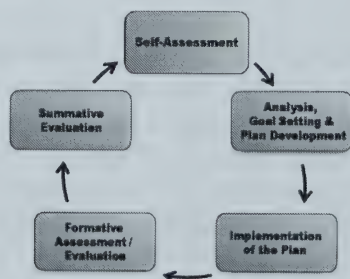 Self-Assessment
Analysis,
Goal Setting &
Plan Development
Implementation
of the Plan
Formative
Assessment /
Evaluation
Summative
Evaluation